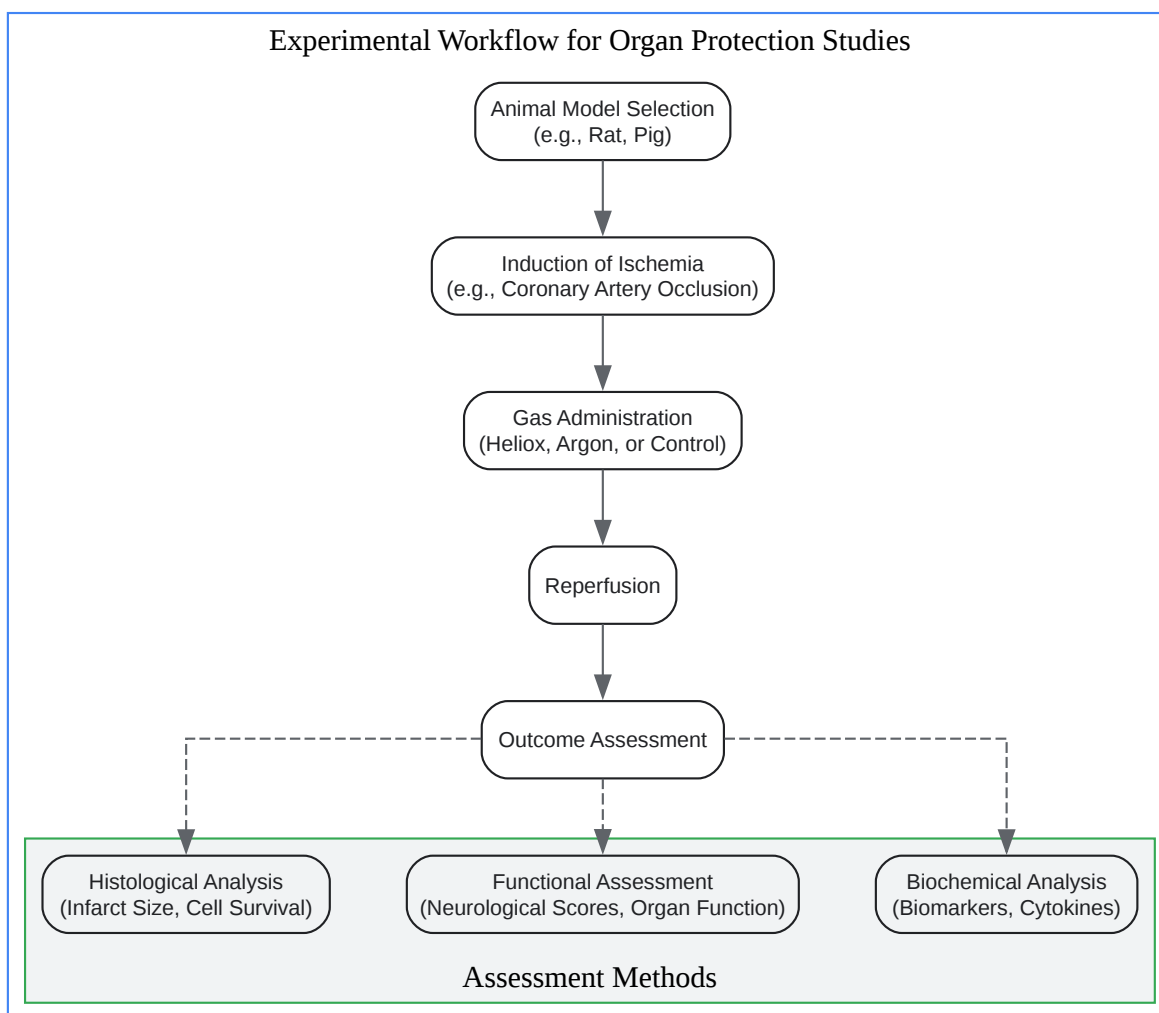 Experimental Workflow for Organ Protection Studies
Animal Model Selection
(e.g., Rat, Pig)
Induction of Ischemia
(e.g., Coronary Artery Occlusion)
Gas Administration
(Heliox, Argon, or Control)
Reperfusion
Outcome Assessment
Histological Analysis
(Infarct Size, Cell Survival)
Functional Assessment
(Neurological Scores, Organ Function)
Biochemical Analysis
(Biomarkers, Cytokines)
Assessment Methods